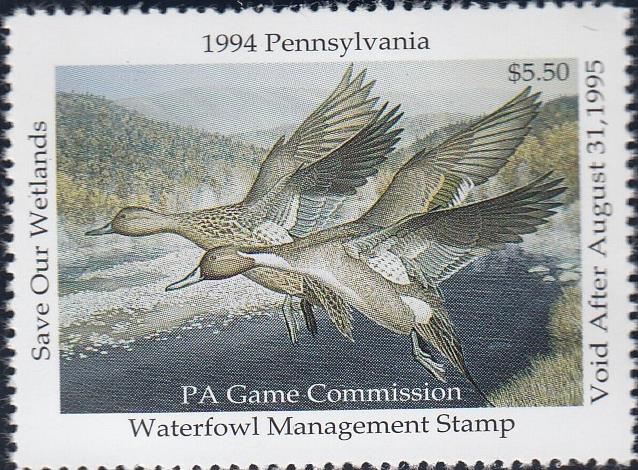 1994 Pennsylvania
$5.50
Save Our Wetlands
Void After August 31, 1995
PA Game Commission
Waterfowl Management Stamp